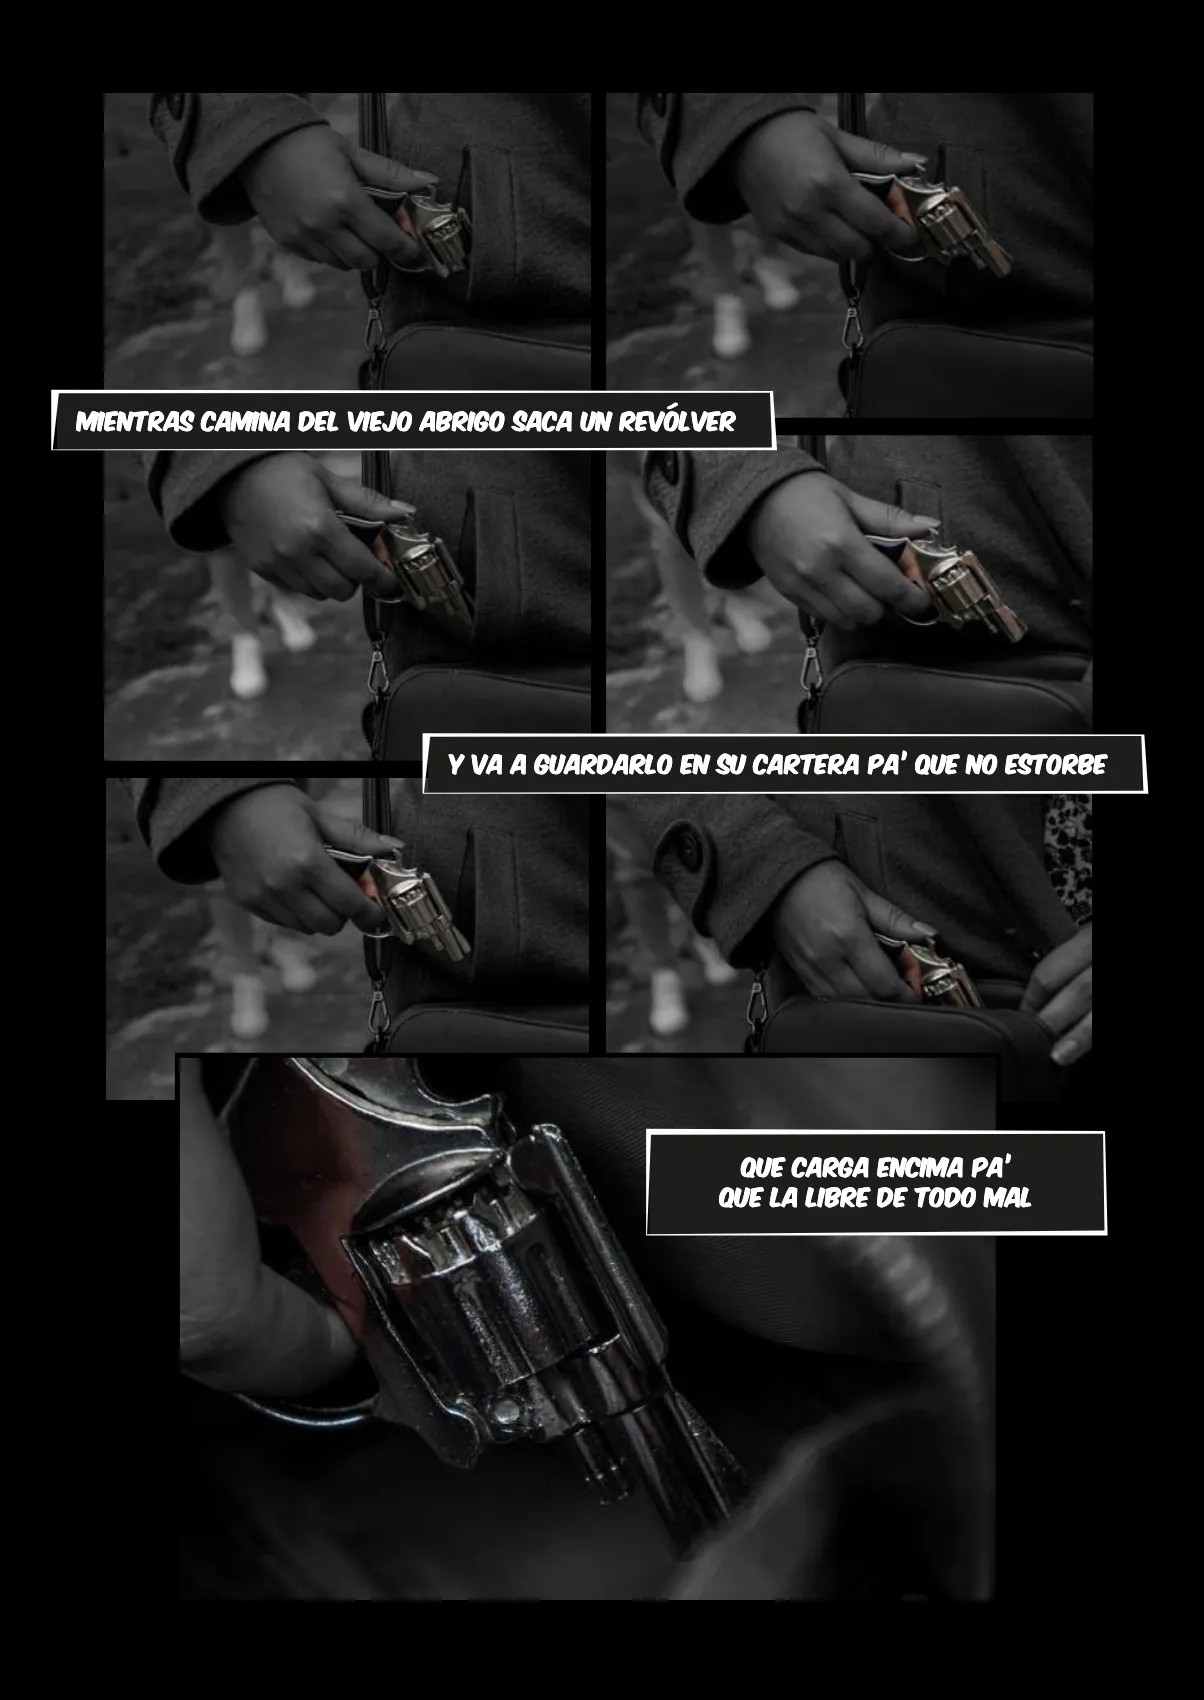 MIENTRAS CAMINA DEL VIEJO ABRIGO SACA UN REVÓLVER
Y VA A GUARDARLO EN SU CARTERA PA' QUE NO ESTORBE
QUE CARGA ENCIMA PA'
QUE LA LIBRE DE TODO MAL